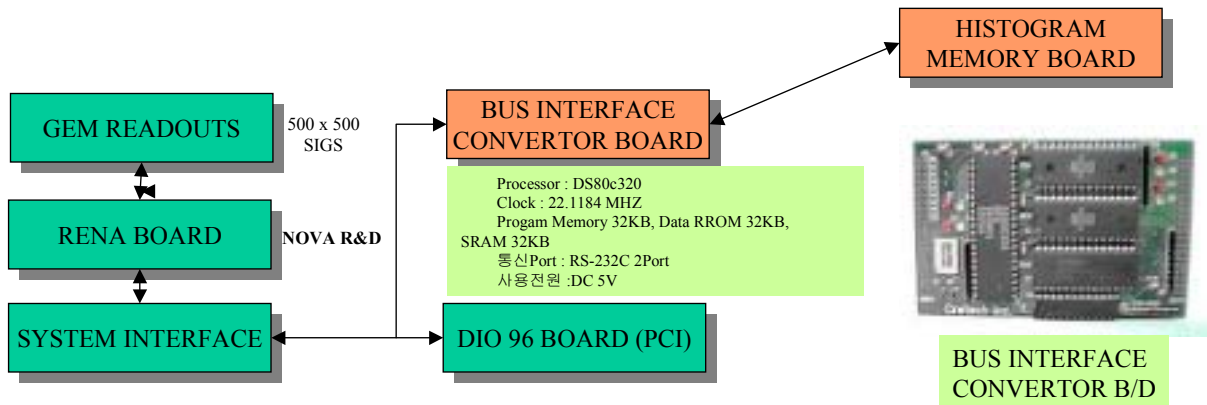 HISTOGRAM
MEMORY BOARD
GEM READOUTS
500 x 500
SIGS
BUS INTERFACE
CONVERTOR BOARD
Processor : DS80c320
Clock : 22.1184 MHZ
Progam Memory 32KB, Data RROM 32KB,
SRAM 32KB
통신Port : RS-232C 2Port
사용전원 :DC 5V
RENA BOARD
NOVA R&D
SYSTEM INTERFACE
DIO 96 BOARD (PCI)
BUS INTERFACE
CONVERTOR B/D